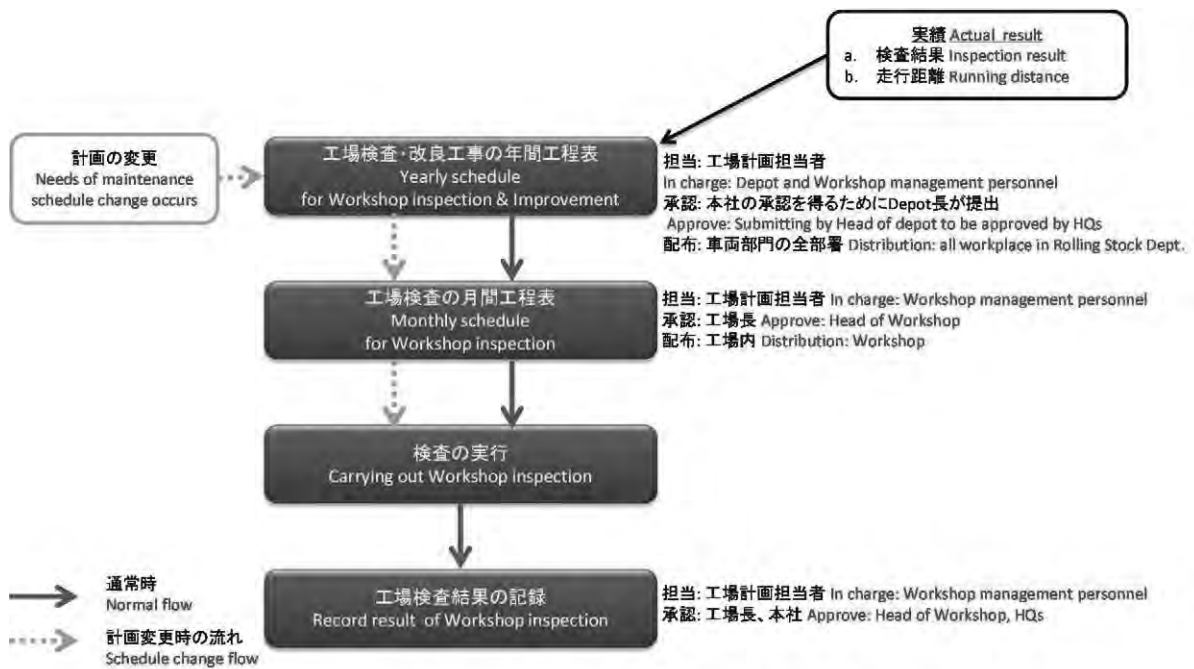 実績 Actual result
a. 検査結果 Inspection result
b. 走行距離 Running distance
計画の変更
Needs of maintenance
schedule change occurs
工場検査・改良工事の年間工程表
Yearly schedule
for Workshop inspection & Improvement
担当: 工場計画担当者
In charge: Depot and Workshop management personnel
承認: 本社の承認を得るためにDepot長が提出
Approve: Submitting by Head of depot to be approved by HQs
配布: 車両部門の全部署 Distribution: all workplace in Rolling Stock Dept.
工場検査の月間工程表
Monthly schedule
for Workshop inspection
担当: 工場計画担当者 In charge: Workshop management personnel
承認: 工場長 Approve: Head of Workshop
配布: 工場内 Distribution: Workshop
検査の実行
Carrying out Workshop inspection
工場検査結果の記録
Record result of Workshop inspection
担当: 工場計画担当者 In charge: Workshop management personnel
承認: 工場長、本社 Approve: Head of Workshop, HQs
通常時
Normal flow
計画変更時の流れ
Schedule change flow